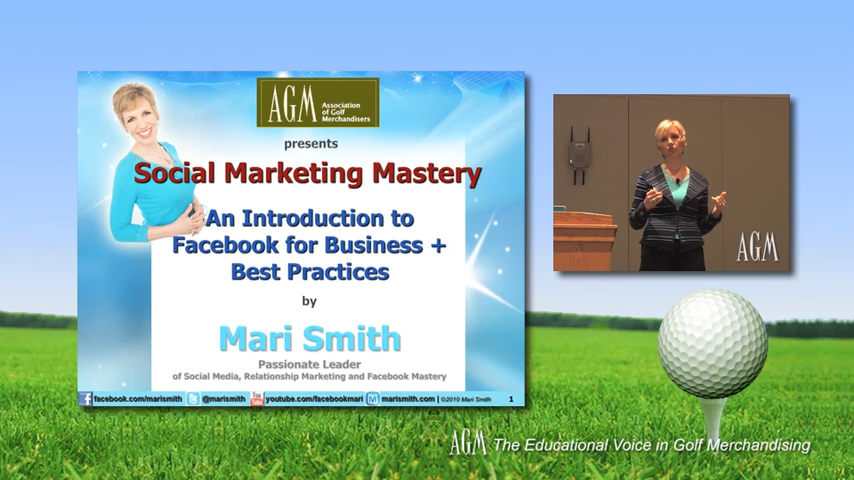 AGM Association
of Golf
Merchandisers
presents
Social Marketing Mastery
An Introduction to
Facebook for Business +
Best Practices
by
Mari Smith
Passionate Leader
of Social Media, Relationship Marketing and Facebook Mastery
facebook.com/marismith @marismith You Tube youtube.com/facebookmari marismith.com | ©2010 Mari Smith 1
AGM
AGM The Educational Voice in Golf Merchandising